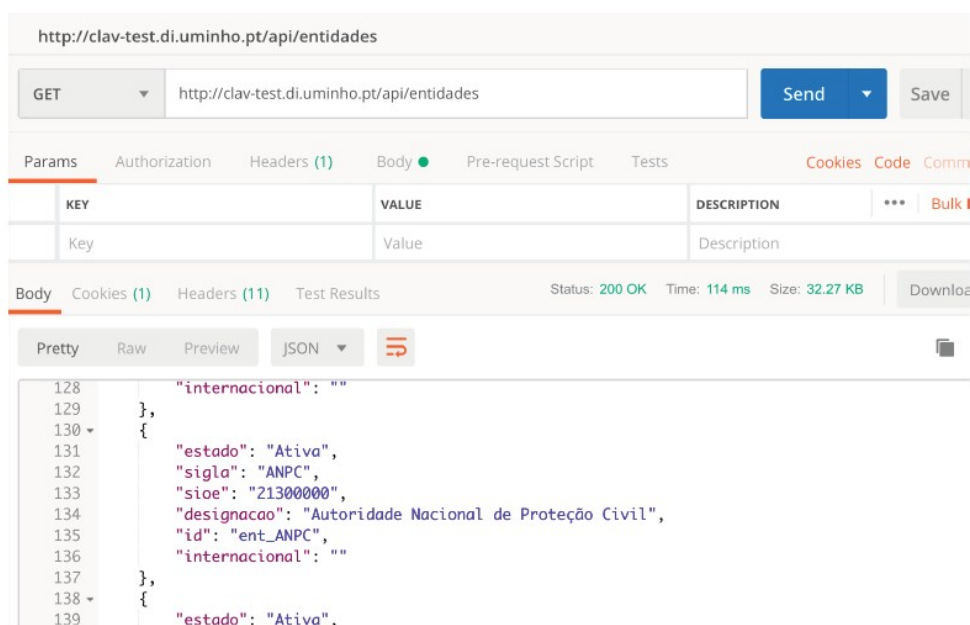 http://clav-test.di.uminho.pt/api/entidades
GET http://clav-test.di.uminho.pt/api/entidades Send Save
Params Authorization Headers (1) Body Pre-request Script Tests Cookies Code Comm
KEY VALUE DESCRIPTION ••• Bulk
Key Value Description
Body Cookies (1) Headers (11) Test Results Status: 200 OK Time: 114 ms Size: 32.27 KB Downloa
Pretty Raw Preview JSON
128 "internacional": ""
129 },
130 {
131 "estado": "Ativa",
132 "sigla": "ANPC",
133 "sioe": "21300000",
134 "designacao": "Autoridade Nacional de Proteção Civil",
135 "id": "ent_ANPC",
136 "internacional": ""
137 },
138 {
139 "estado": "Ativa",